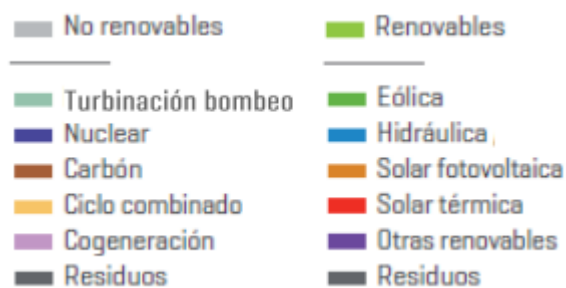 No renovables
Renovables
Turbinación bombeo
Eólica
Nuclear
Hidráulica
Carbón
Solar fotovoltaica
Ciclo combinado
Solar térmica
Cogeneración
Otras renovables
Residuos
Residuos